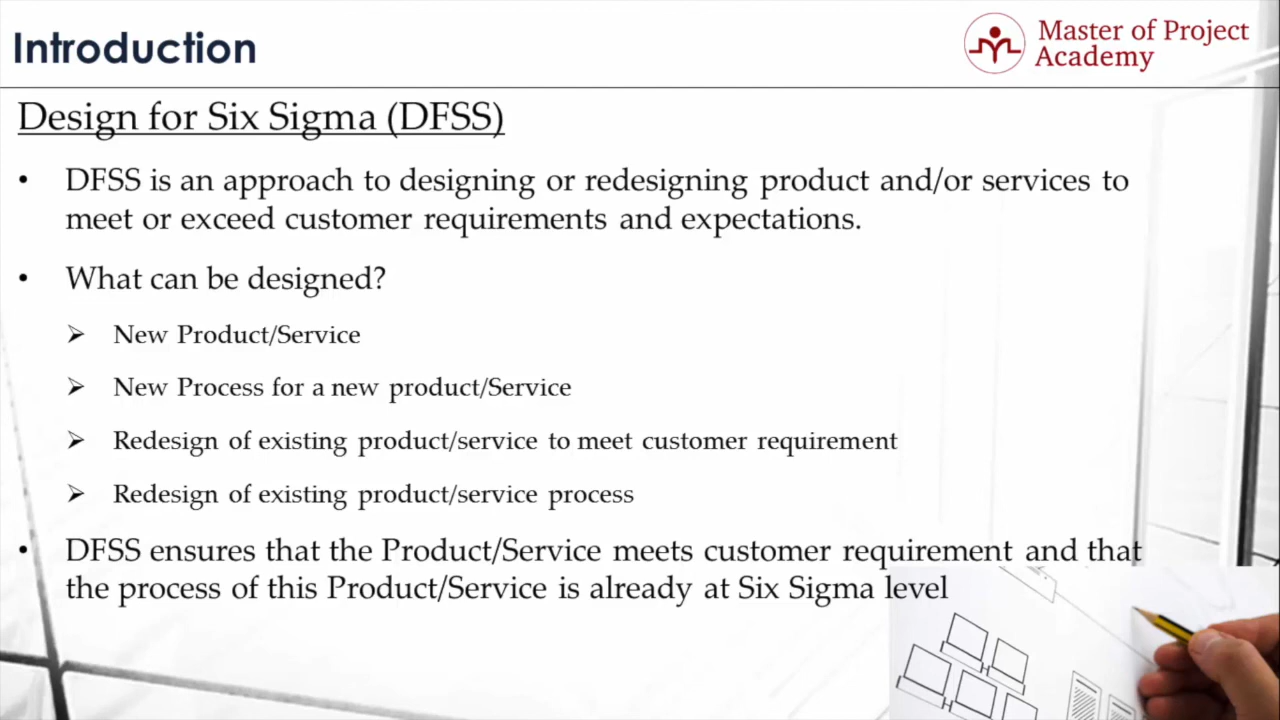 Introduction
Master of Project
Academy
Design for Six Sigma (DFSS)
• DFSS is an approach to designing or redesigning product and/or services to
meet or exceed customer requirements and expectations.
• What can be designed?
➢ New Product/Service
➢ New Process for a new product/Service
➢ Redesign of existing product/service to meet customer requirement
➢ Redesign of existing product/service process
• DFSS ensures that the Product/Service meets customer requirement and that
the process of this Product/Service is already at Six Sigma level